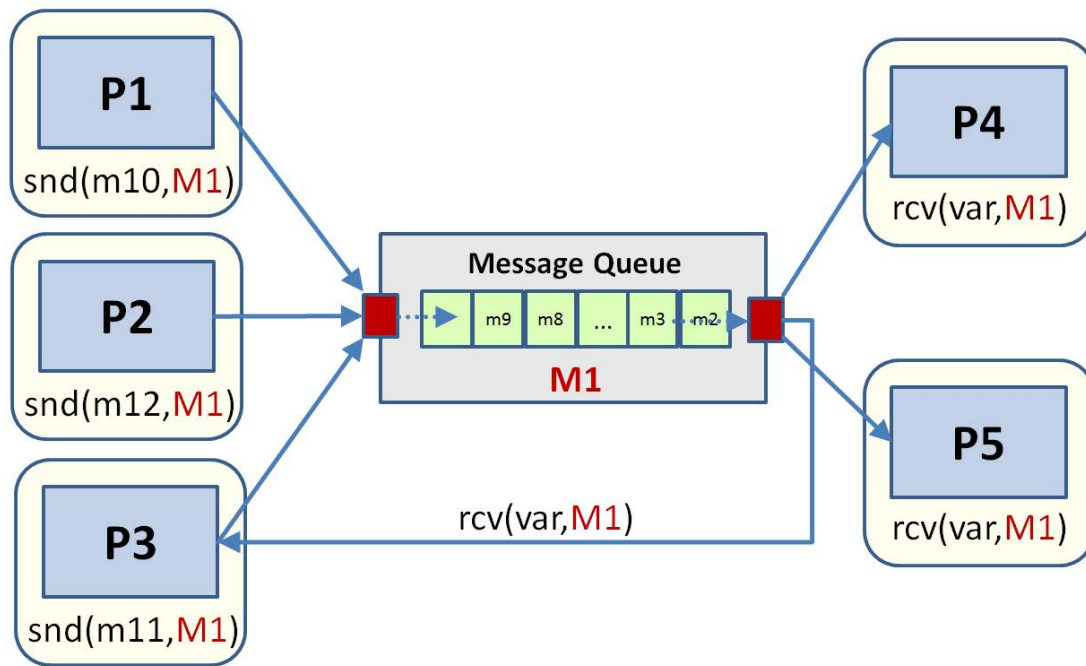 P1
snd(m10,M1)
P2
snd(m12,M1)
P3
snd(m11,M1)
Message Queue
m9 m8 ... m3 m2
M1
rcv(var,M1)
P4
rcv(var,M1)
P5
rcv(var,M1)